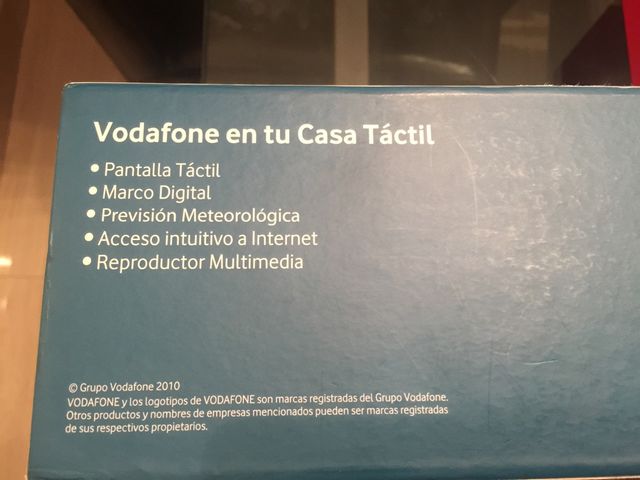 Vodafone en tu Casa Táctil
• Pantalla Táctil
• Marco Digital
• Previsión Meteorológica
• Acceso intuitivo a Internet
• Reproductor Multimedia
© Grupo Vodafone 2010
VODAFONE y los logotipos de VODAFONE son marcas registradas del Grupo Vodafone.
Otros productos y nombres de empresas mencionados pueden ser marcas registradas
de sus respectivos propietarios.